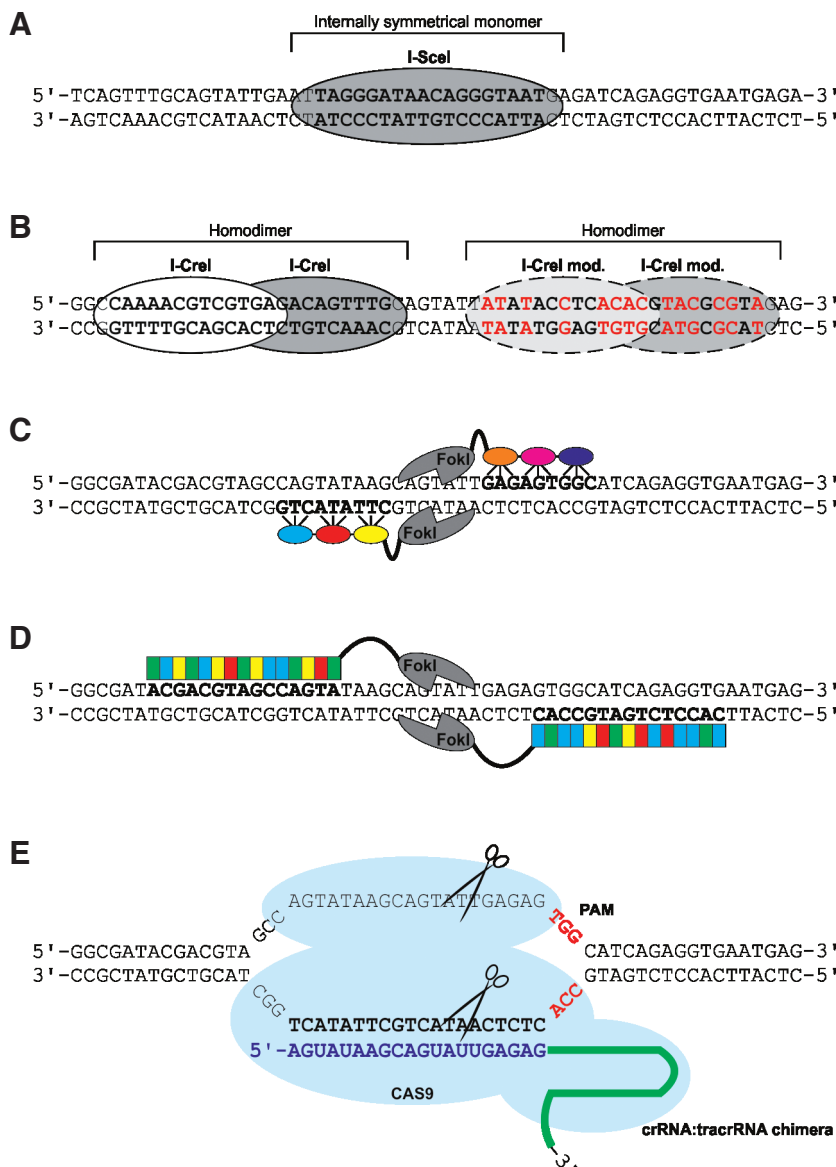 A
Internally symmetrical monomer
I-SceI
5'-TCAGTTTGCAGTATTGAATTAGGGATAACAGGGTAATGAGATCAGAGGTGAATGAGA-3'
3'-AGTCAAACGTCATAACTCTATCCCTATTGTCCCATTACTCTAGTCTCCACTTACTCT-5'
B
Homodimer Homodimer
I-CreI I-CreI I-CreI mod. I-CreI mod.
5'-GGCCAAAACGTCGTGAGACAGTTTGCAGTATTATATACCTCACACGTACGCGTAGAG-3'
3'-CCGGTTTTGCAGCACTCTGTCAAACGTCATAATATATGGAGTGTGCATGCGCATCTC-5'
C
FokI
5'-GGCGATACGACGTAGCCAGTATAAGCAGTATTGAGAGTGGCATCAGAGGTGAATGAG-3'
3'-CCGCTATGCTGCATCGGTCATATTCGTCATAACTCTCACCGTAGTCTCCACTTACTC-5'
FokI
D
FokI
5'-GGCGATACGACGTAGCCAGTATAAGCAGTATTGAGAGTGGCATCAGAGGTGAATGAG-3'
3'-CCGCTATGCTGCATCGGTCATATTCGTCATAACTCTCACCGTAGTCTCCACTTACTC-5'
FokI
E
AGTATAAGCAGTATTGAGAG
PAM
GCC TGG
5'-GGCGATACGACGTA CATCAGAGGTGAATGAG-3'
3'-CCGCTATGCTGCAT GTAGTCTCCACTTACTC-5'
CGG ACC
TCATATTCGTCATAACTCTC
5'-AGUAUAAGCAGUAUUGAGAG
CAS9
crRNA:tracrRNA chimera
-3'